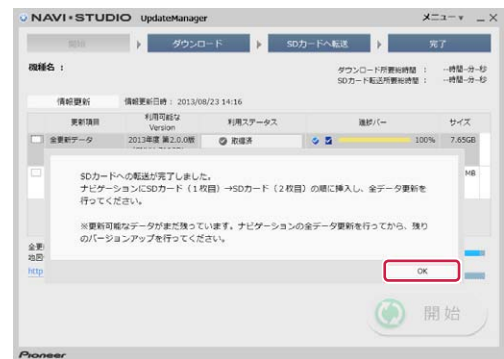 NAVI・STUDIO UpdateManager
メニュー
開始
ダウンロード
SDカードへ転送
完了
機種名 :
ダウンロード所要総時間 : --時間--分--秒
SDカード転送所要総時間 : --時間--分--秒
情報更新
情報更新日時 : 2013/08/23 14:16
更新項目
利用可能な
Version
利用ステータス
進捗バー
サイズ
全更新データ
2013年度 第2.0.0版
取得済
100%
7.65GB
MB
SDカードへの転送が完了しました。
ナビゲーションにSDカード（1枚目）→SDカード（2枚目）の順に挿入し、全データ更新を
行ってください。
※更新可能なデータがまだ残っています。ナビゲーションの全データ更新を行ってから、残り
のバージョンアップを行ってください。
OK
全更
地図
http
開始
Pioneer